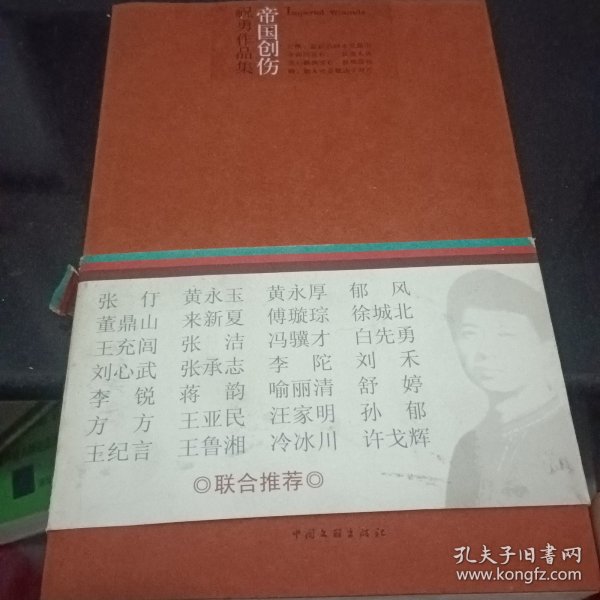 帝国创伤
祝勇作品集
Imperial Wounds
张仃 黄永玉 黄永厚 郁风
董鼎山 来新夏 傅璇琮 徐城北
王充闾 张洁 冯骥才 白先勇
刘心武 张承志 李陀 刘禾
李锐 蒋韵 喻丽清 舒婷
方方 王亚民 汪家明 孙郁
王纪言 王鲁湘 冷冰川 许戈辉
◎联合推荐◎
中国文联出版社
孔夫子旧书网
www.kongfz.com